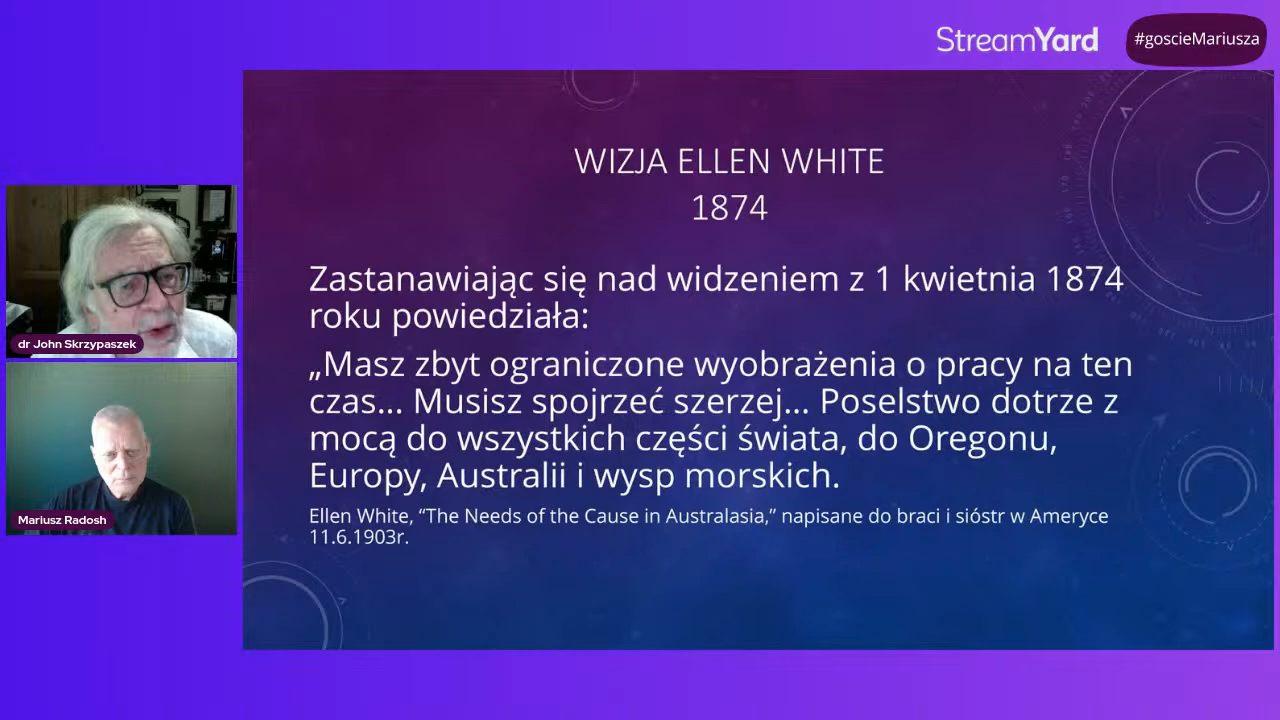 StreamYard
#goscieMariusza
WIZJA ELLEN WHITE
1874
Zastanawiając się nad widzeniem z 1 kwietnia 1874
roku powiedziała:
„Masz zbyt ograniczone wyobrażenia o pracy na ten
czas... Musisz spojrzeć szerzej... Poselstwo dotrze z
mocą do wszystkich części świata, do Oregonu,
Europy, Australii i wysp morskich.
Ellen White, “The Needs of the Cause in Australasia,” napisane do braci i sióstr w Ameryce
11.6.1903r.
dr John Skrzypaszek
Mariusz Radosh